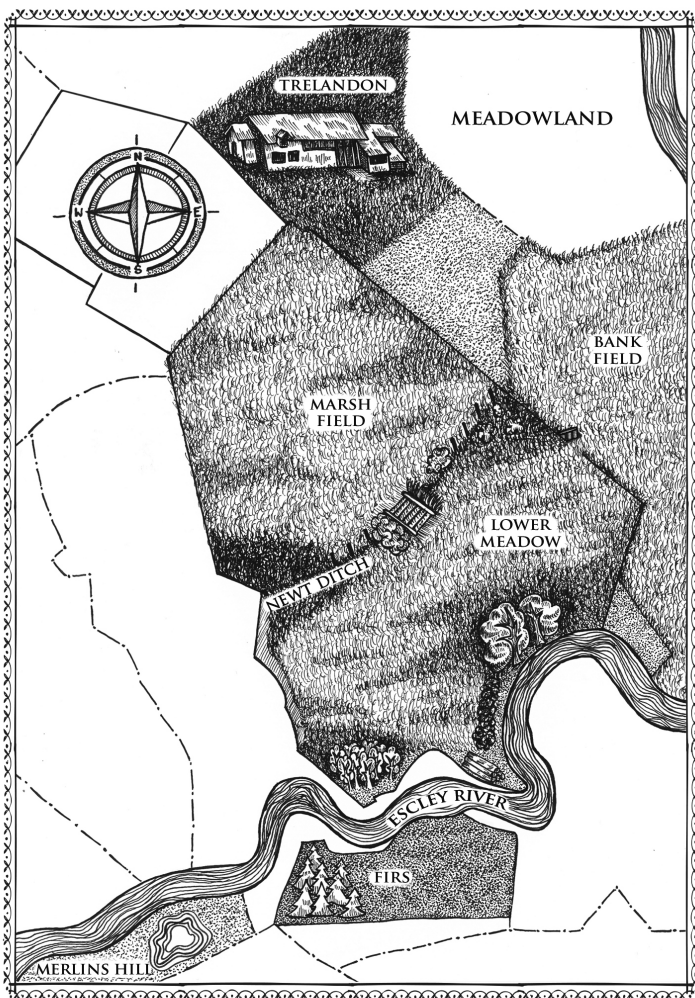 TRELANDON
MEADOWLAND
N
W
E
S
BANK
FIELD
MARSH
FIELD
LOWER
MEADOW
NEWT DITCH
ESCLEY RIVER
FIRS
MERLINS HILL